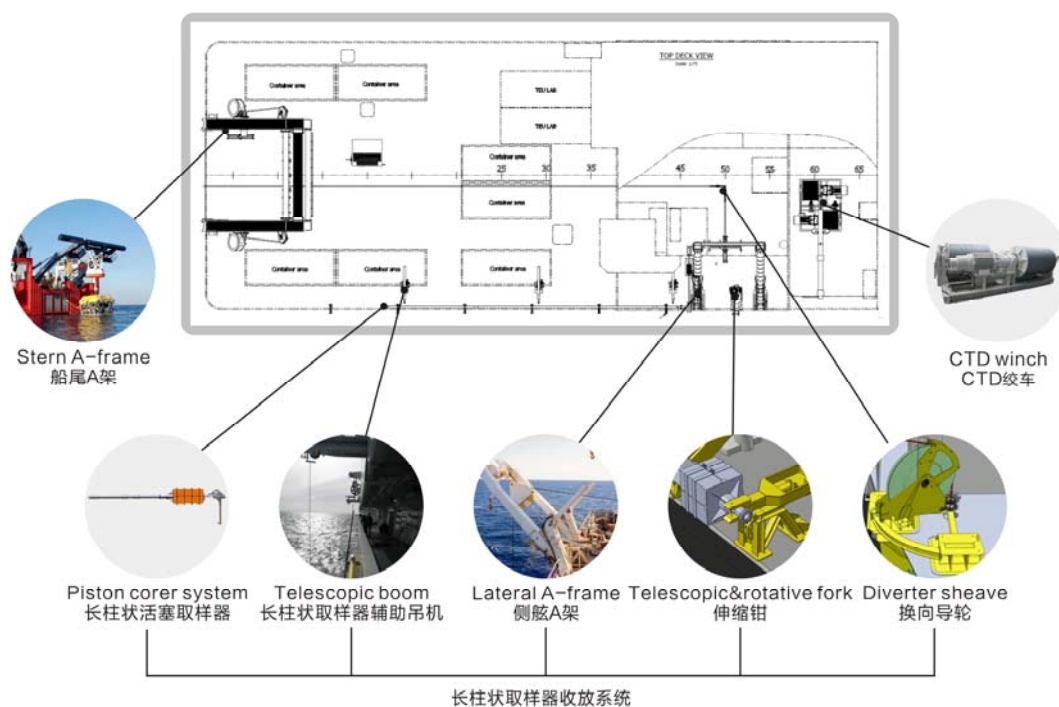 TOP DECK VIEW
Container area
Container area
TEU LAB
TEU LAB
Container area
25
30
35
45
50
55
60
65
Container area
Container area
Container area
Container area
Stern A-frame
船尾A架
CTD winch
CTD绞车
Piston corer system
长柱状活塞取样器
Telescopic boom
长柱状取样器辅助吊机
Lateral A-frame
侧舷A架
Telescopic&rotative fork
伸缩钳
Diverter sheave
换向导轮
长柱状取样器收放系统